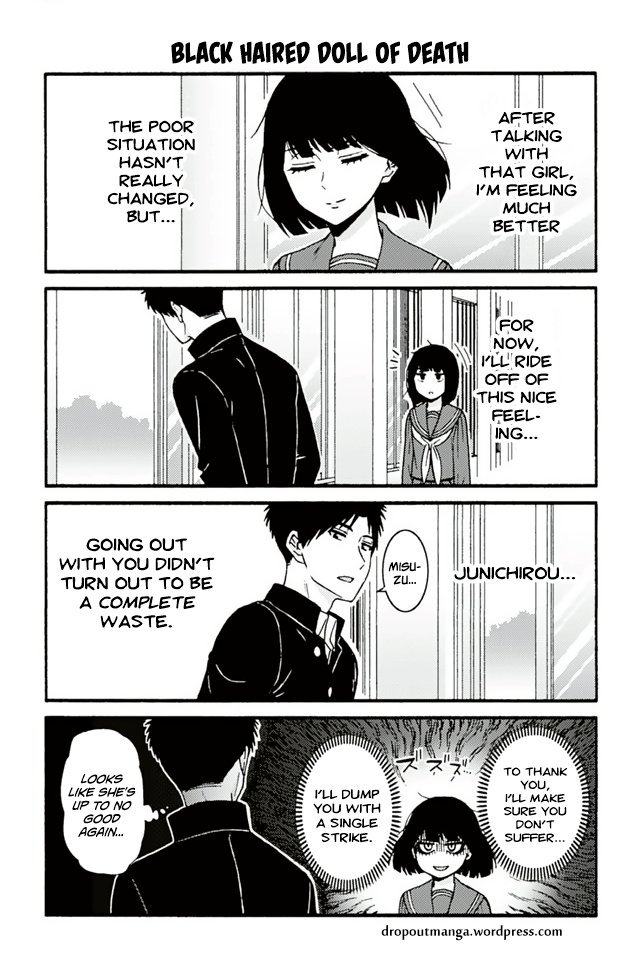 BLACK HAIRED DOLL OF DEATH
AFTER
TALKING
WITH
THAT GIRL,
I'M FEELING
MUCH
BETTER
THE POOR
SITUATION
HASN'T
REALLY
CHANGED,
BUT...
FOR
NOW,
I'LL RIDE
OFF OF
THIS NICE
FEEL-
ING...
JUNICHIROU...
MISU-
ZU...
GOING OUT
WITH YOU DIDN'T
TURN OUT TO BE
A COMPLETE
WASTE.
TO THANK
YOU,
I'LL MAKE
SURE YOU
DON'T
SUFFER...
ズズズ...
I'LL DUMP
YOU WITH
A SINGLE
STRIKE.
LOOKS
LIKE SHE'S
UP TO NO
GOOD
AGAIN...
dropoutmanga.wordpress.com